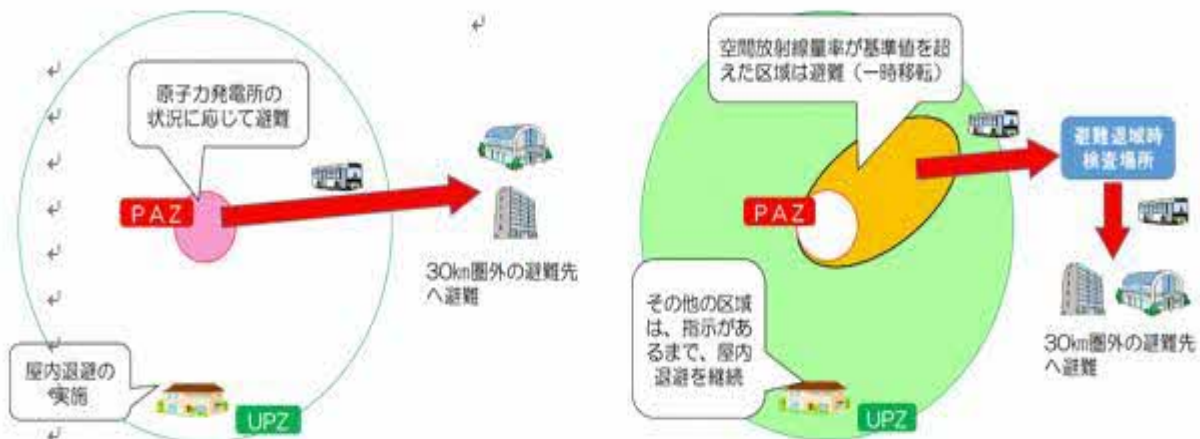 原子力発電所の
状況に応じて避難
PAZ
30km圏外の避難先
へ避難
屋内退避の
実施
UPZ
空間放射線量率が基準値を超
えた区域は避難（一時移転）
避難退域時
検査場所
PAZ
その他の区域
は、指示があ
るまで、屋内
退避を継続
30km圏外の避難先
へ避難
UPZ